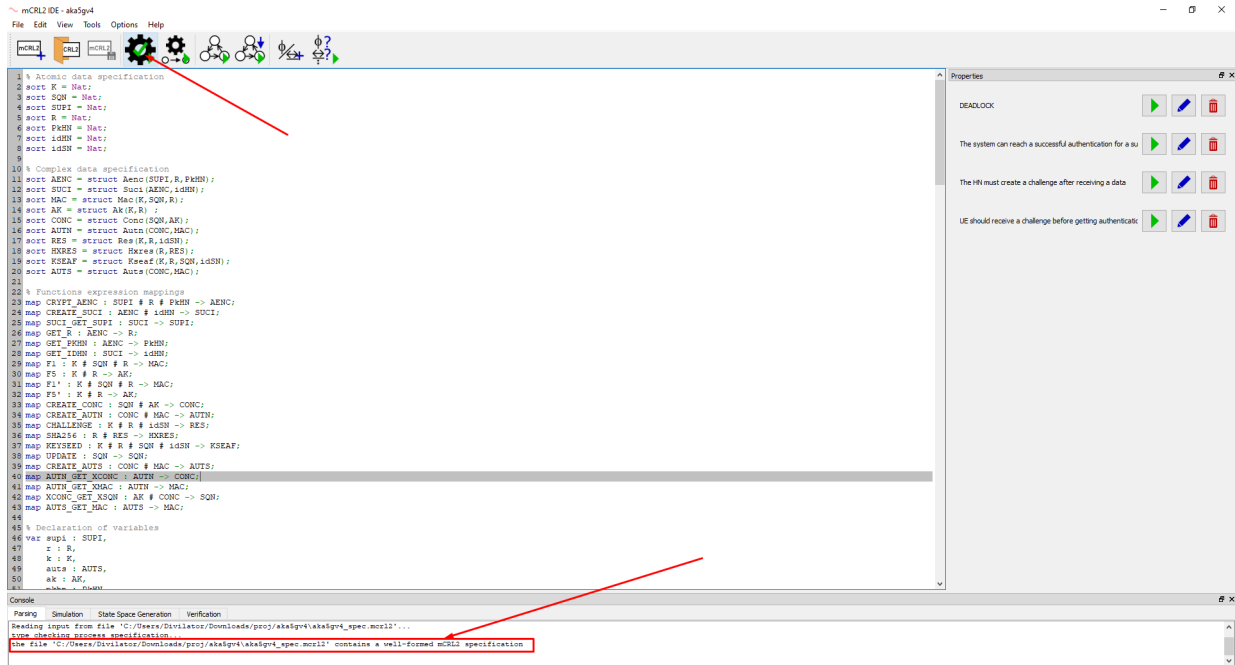 mCRL2 IDE - aka5gv4
File Edit View Tools Options Help
mCRL2 CRL2 mCRL2
1 % Atomic data specification
2 sort K = Nat;
3 sort SQN = Nat;
4 sort SUPI = Nat;
5 sort R = Nat;
6 sort PkHN = Nat;
7 sort idHN = Nat;
8 sort idSN = Nat;
9
10 % Complex data specification
11 sort AENC = struct Aenc(SUPI,R,PkHN);
12 sort SUCI = struct Suci(AENC,idHN);
13 sort MAC = struct Mac(K,SQN,R);
14 sort AK = struct Ak(K,R) ;
15 sort CONC = struct Conc(SQN,AK);
16 sort AUTN = struct Autn(CONC,MAC);
17 sort RES = struct Res(K,R,idSN);
18 sort HXRES = struct Hxres(R,RES);
19 sort KSEAF = struct Kseaf(K,R,SQN,idSN);
20 sort AUTS = struct Auts(CONC,MAC);
21
22 % Functions expression mappings
23 map CRYPT_AENC : SUPI # R # PkHN -> AENC;
24 map CREATE_SUCI : AENC # idHN -> SUCI;
25 map SUCI_GET_SUPI : SUCI -> SUPI;
26 map GET_R : AENC -> R;
27 map GET_PKHN : AENC -> PkHN;
28 map GET_IDHN : SUCI -> idHN;
29 map F1 : K # SQN # R -> MAC;
30 map F5 : K # R -> AK;
31 map F1' : K # SQN # R -> MAC;
32 map F5' : K # R -> AK;
33 map CREATE_CONC : SQN # AK -> CONC;
34 map CREATE_AUTN : CONC # MAC -> AUTN;
35 map CHALLENGE : K # R # idSN -> RES;
36 map SHA256 : R # RES -> HXRES;
37 map KEYSEED : K # R # SQN # idSN -> KSEAF;
38 map UPDATE : SQN -> SQN;
39 map CREATE_AUTS : CONC # MAC -> AUTS;
40 map AUTN_GET_XCONC : AUTN -> CONC;
41 map AUTN_GET_XMAC : AUTN -> MAC;
42 map XCONC_GET_XSQN : AK # CONC -> SQN;
43 map AUTS_GET_MAC : AUTS -> MAC;
44
45 % Declaration of variables
46 var supi : SUPI,
47 r : R,
48 k : K,
49 auts : AUTS,
50 ak : AK,
Properties
DEADLOCK
The system can reach a successful authentication for a su
The HN must create a challenge after receiving a data
UE should receive a challenge before getting authenticatic
Console
Parsing Simulation State Space Generation Verification
Reading input from file 'C:/Users/Divilator/Downloads/proj/aka5gv4\aka5gv4_spec.mcrl2'...
type checking process specification...
the file 'C:/Users/Divilator/Downloads/proj/aka5gv4\aka5gv4_spec.mcrl2' contains a well-formed mCRL2 specification